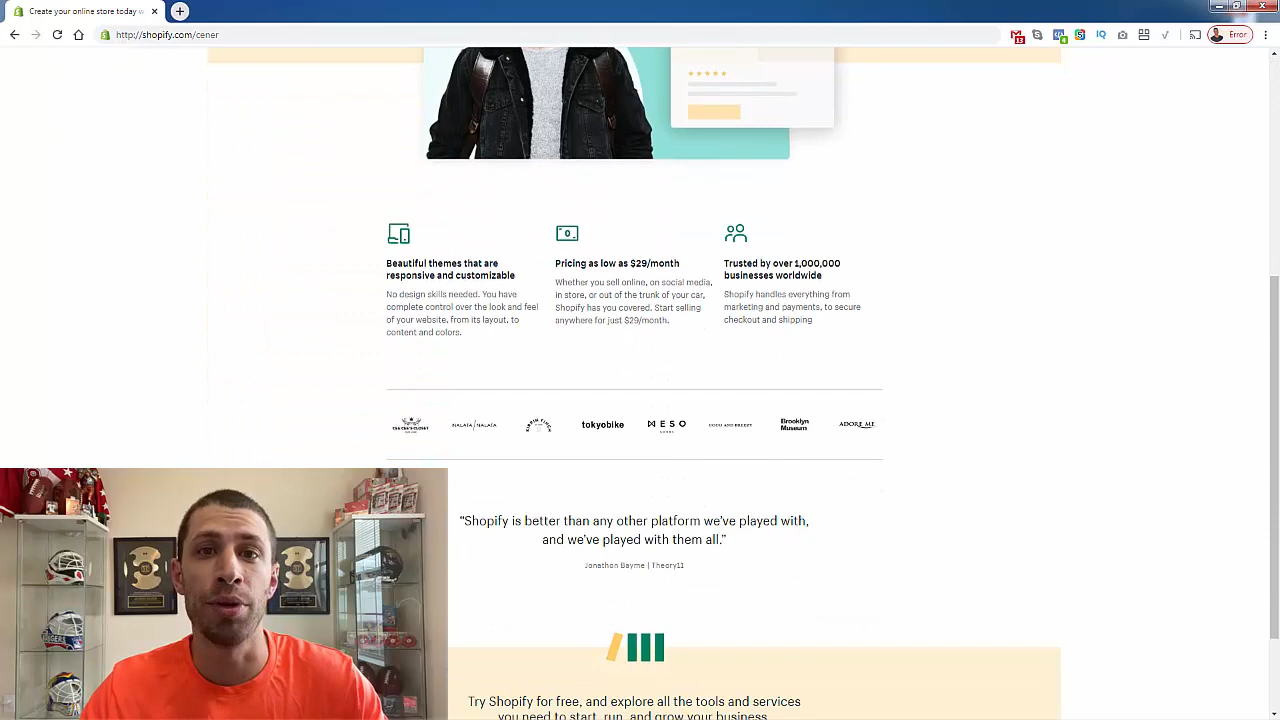 Create your online store today w
http://shopify.com/cener
13
IQ
Error
Beautiful themes that are
responsive and customizable
No design skills needed. You have
complete control over the look and feel
of your website, from its layout, to
content and colors.
Pricing as low as $29/month
Whether you sell online, on social media,
in store, or out of the trunk of your car,
Shopify has you covered. Start selling
anywhere for just $29/month.
Trusted by over 1,000,000
businesses worldwide
Shopify handles everything from
marketing and payments, to secure
checkout and shipping
MALATA / MALATA
tokyobike
MESO
Brooklyn
Museum
ADORE ME
“Shopify is better than any other platform we’ve played with,
and we’ve played with them all.”
Jonathon Bayme | Theory11
Try Shopify for free, and explore all the tools and services
you need to start, run, and grow your business.